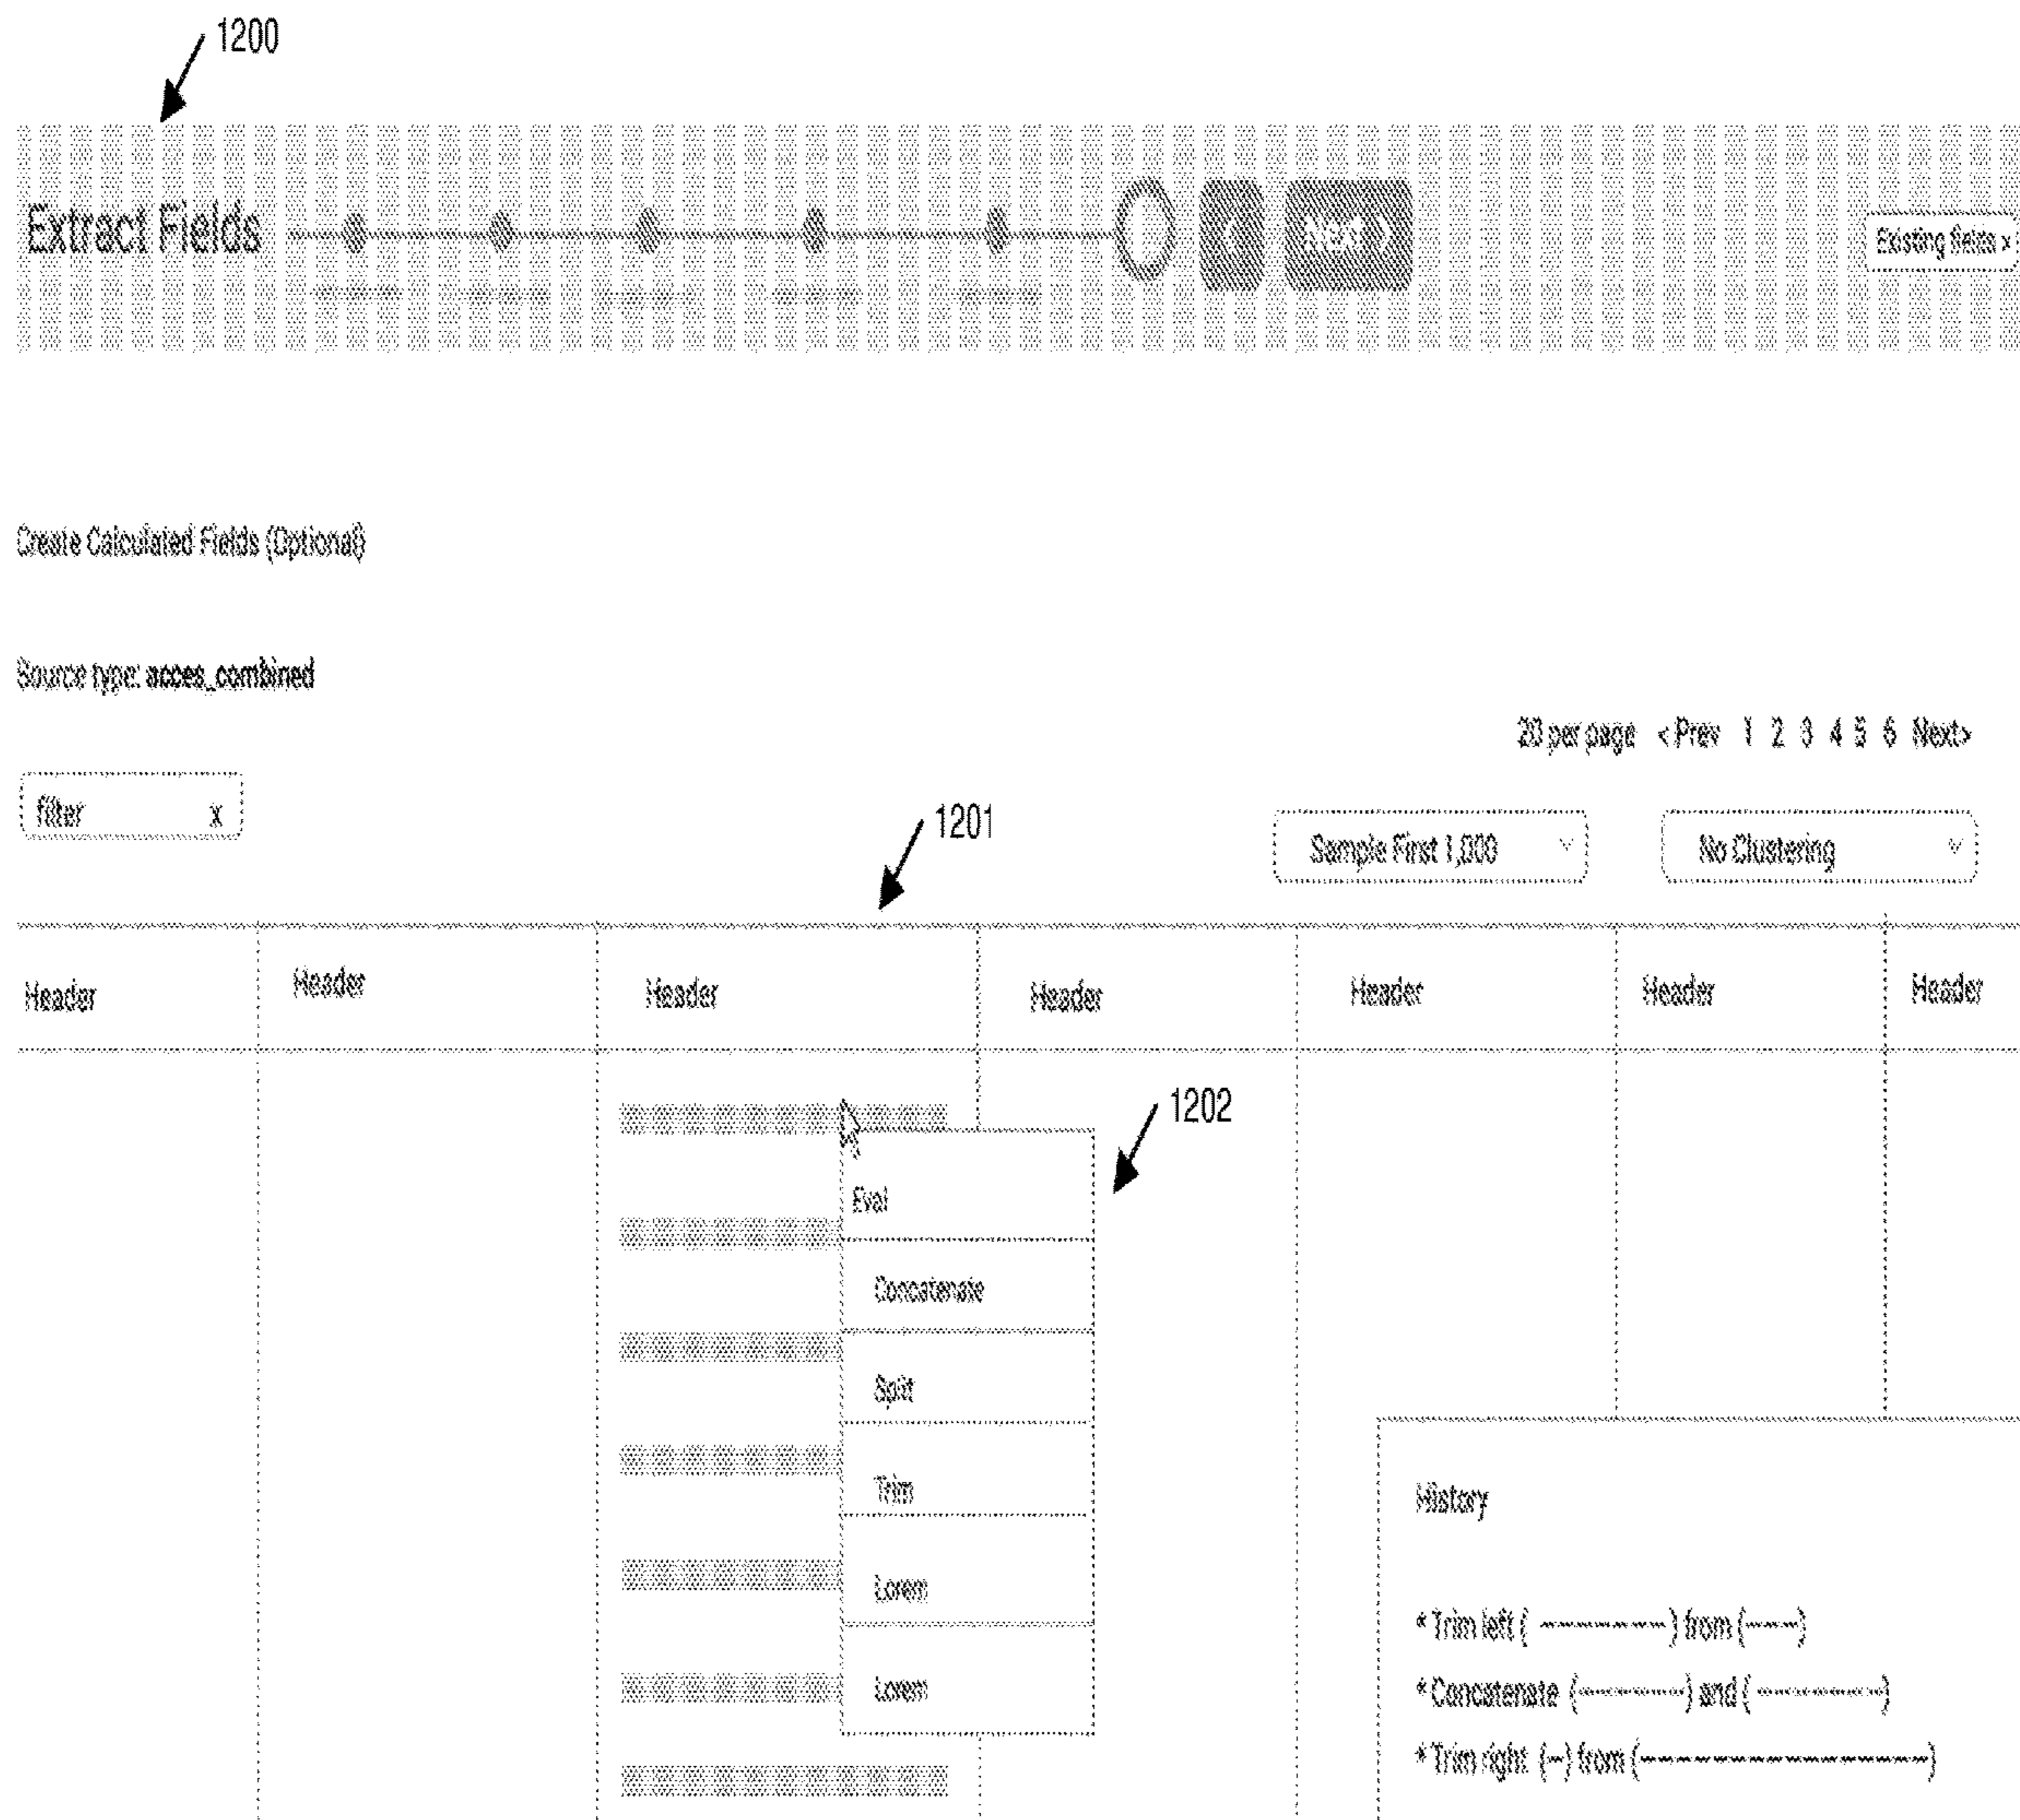 1200
Extract Fields < Next > Existing fields x
Create Calculated Fields (Optional)
Source type: acces_combined
20 per page < Prev 1 2 3 4 5 6 Next>
filter x
1201
Sample First 1,000 v No Clustering v
Header Header Header Header Header Header Header
1202
Eval
Concatenate
Split
Trim
Lorem
Lorem
History
* Trim left ( ---------- ) from (----)
* Concatenate (---------) and ( ----------)
* Trim right (--) from (----------------------)